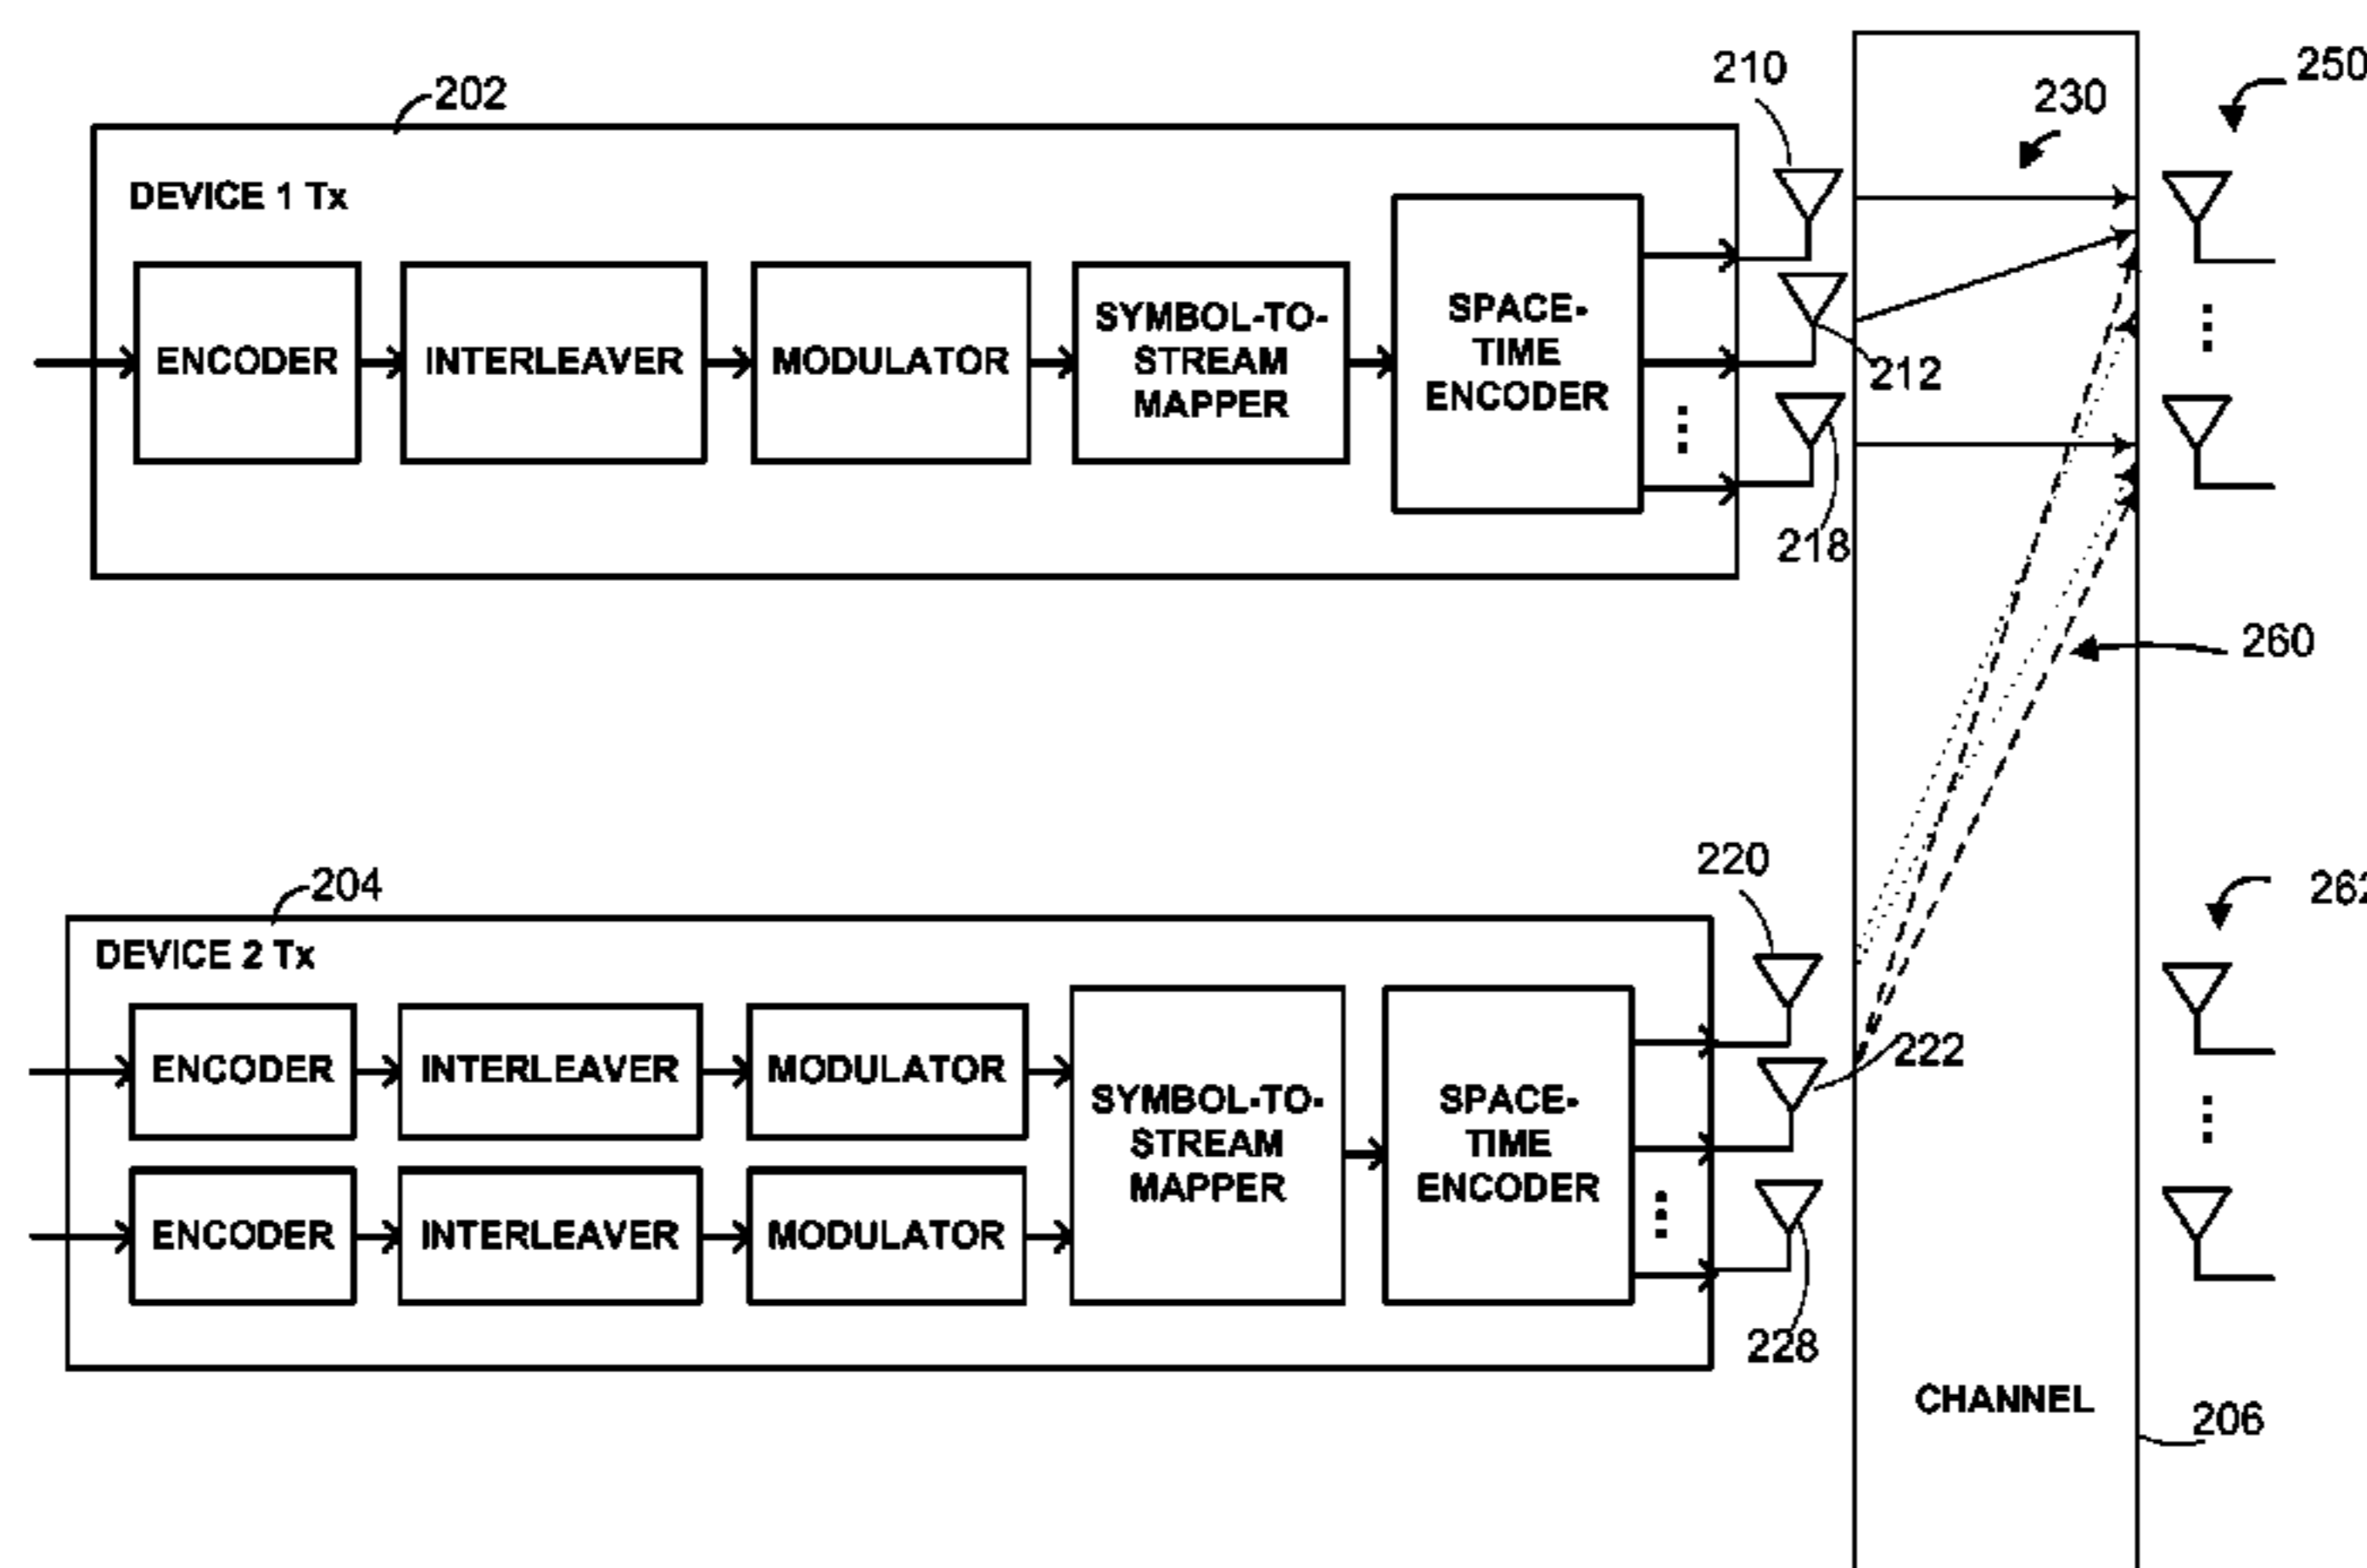 210
230
250
202
DEVICE 1 Tx
ENCODER
INTERLEAVER
MODULATOR
SYMBOL-TO-
STREAM
MAPPER
SPACE-
TIME
ENCODER
212
218
260
204
DEVICE 2 Tx
220
ENCODER
INTERLEAVER
MODULATOR
SYMBOL-TO-
STREAM
MAPPER
SPACE-
TIME
ENCODER
222
ENCODER
INTERLEAVER
MODULATOR
228
CHANNEL
206